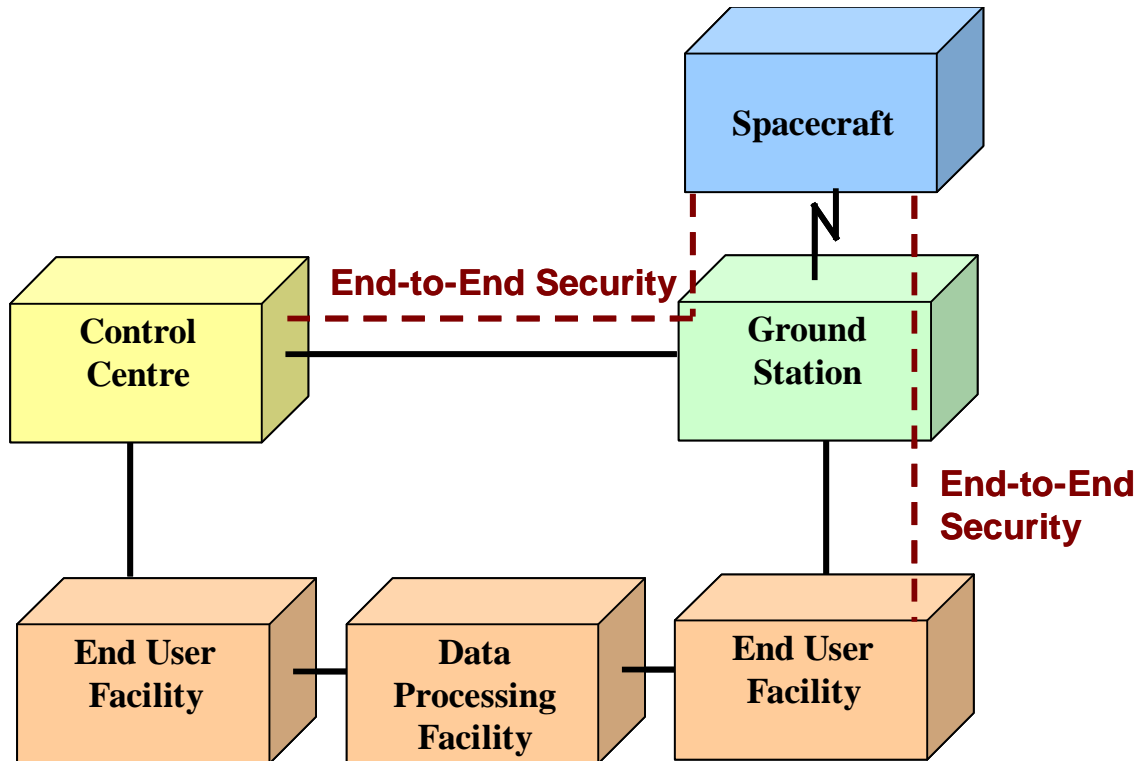 Spacecraft
End-to-End Security
Control
Centre
Ground
Station
End-to-End
Security
End User
Facility
Data
Processing
Facility
End User
Facility